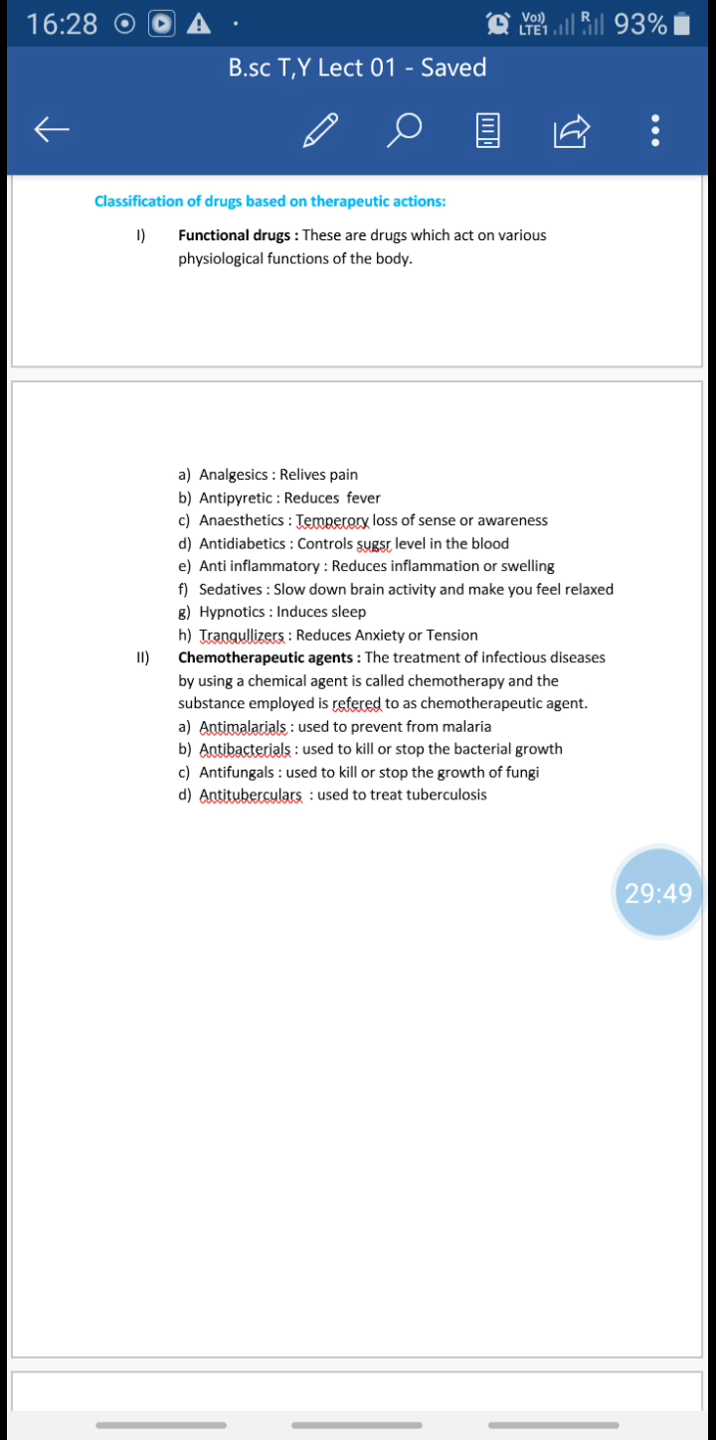 16:28
Vo)) LTE1 R 93%
B.sc T,Y Lect 01 - Saved
Classification of drugs based on therapeutic actions:
I) Functional drugs : These are drugs which act on various
physiological functions of the body.
a) Analgesics : Relives pain
b) Antipyretic : Reduces fever
c) Anaesthetics : Temperory loss of sense or awareness
d) Antidiabetics : Controls sugsr level in the blood
e) Anti inflammatory : Reduces inflammation or swelling
f) Sedatives : Slow down brain activity and make you feel relaxed
g) Hypnotics : Induces sleep
h) Tranqullizers : Reduces Anxiety or Tension
II) Chemotherapeutic agents : The treatment of infectious diseases
by using a chemical agent is called chemotherapy and the
substance employed is refered to as chemotherapeutic agent.
a) Antimalarials : used to prevent from malaria
b) Antibacterials : used to kill or stop the bacterial growth
c) Antifungals : used to kill or stop the growth of fungi
d) Antituberculars : used to treat tuberculosis
29:49